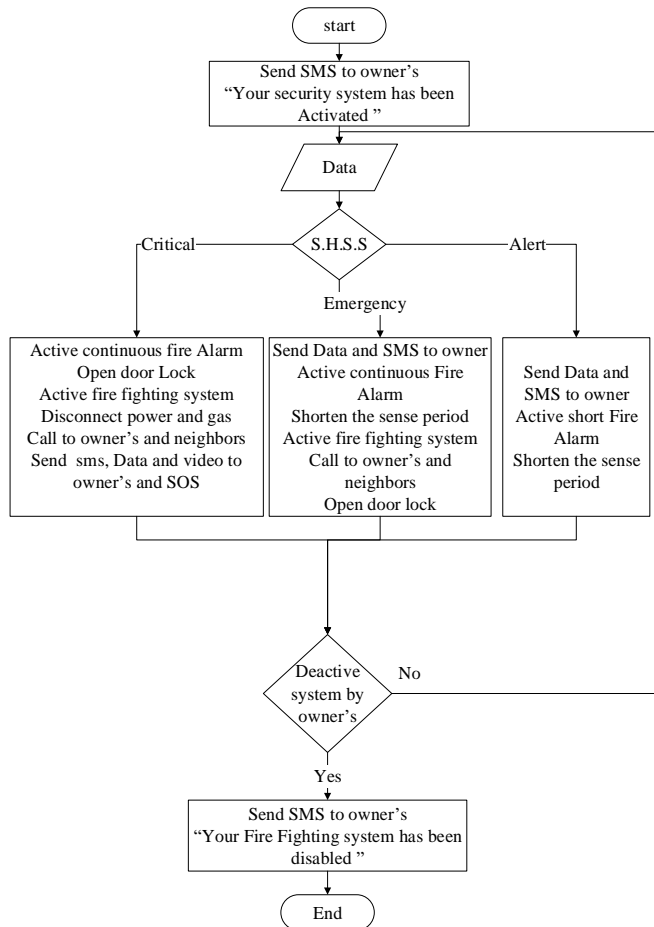 start
Send SMS to owner's
“Your security system has been
Activated ”
Data
S.H.S.S
Critical
Alert
Emergency
Active continuous fire Alarm
Open door Lock
Active fire fighting system
Disconnect power and gas
Call to owner's and neighbors
Send sms, Data and video to
owner's and SOS
Send Data and SMS to owner
Active continuous Fire
Alarm
Shorten the sense period
Active fire fighting system
Call to owner's and
neighbors
Open door lock
Send Data and
SMS to owner
Active short Fire
Alarm
Shorten the sense
period
Deactive
system by
owner's
No
Yes
Send SMS to owner's
“Your Fire Fighting system has been
disabled ”
End